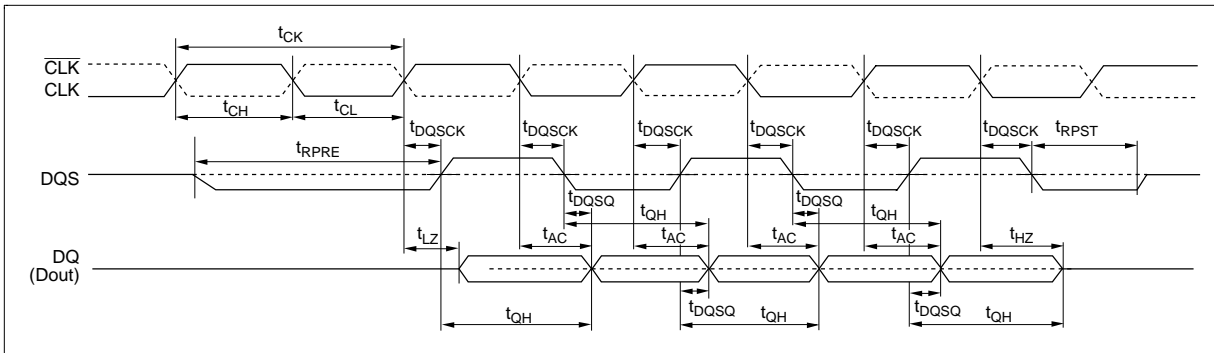 tCK
CLK
CLK
tCH tCL
tDQSCK tDQSCK tDQSCK tDQSCK tDQSCK tDQSCK tRPST
tRPRE
DQS
tDQSQ tDQSQ
tQH tQH
tLZ tAC tAC tAC tAC tHZ
DQ
(Dout)
tDQSQ tDQSQ
tQH tQH tQH